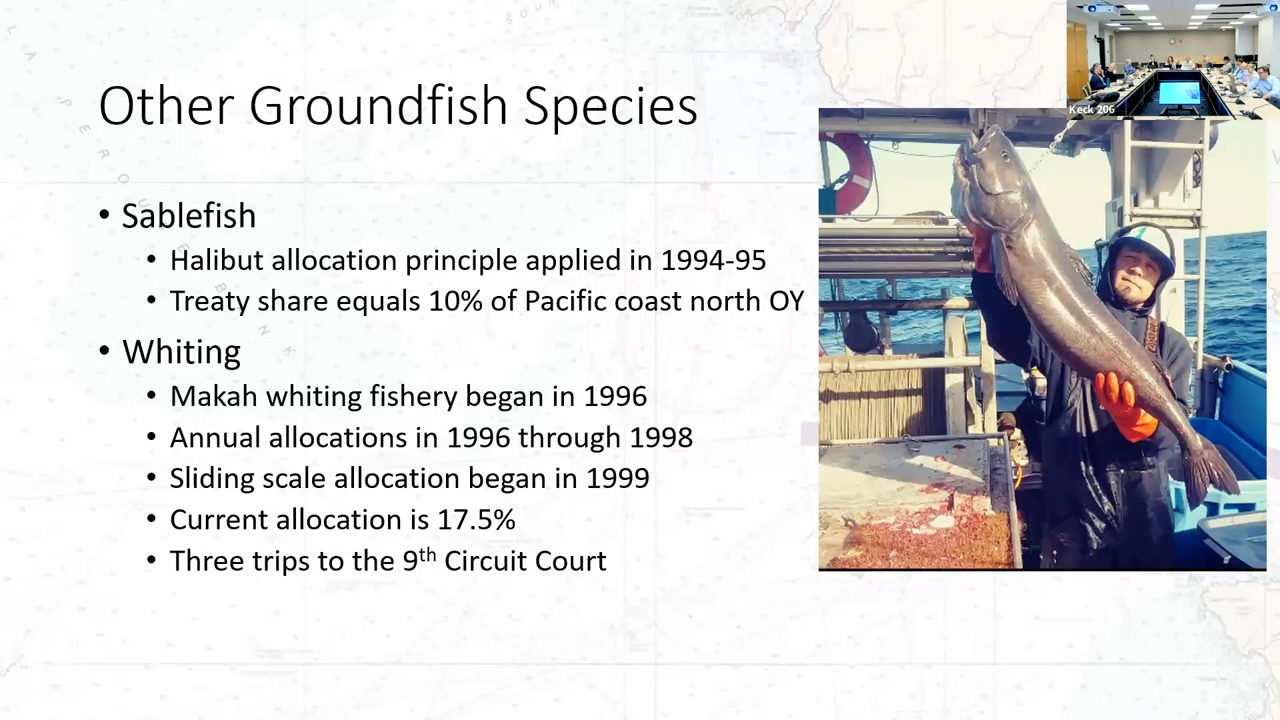 Other Groundfish Species
• Sablefish
• Halibut allocation principle applied in 1994-95
• Treaty share equals 10% of Pacific coast north OY
• Whiting
• Makah whiting fishery began in 1996
• Annual allocations in 1996 through 1998
• Sliding scale allocation began in 1999
• Current allocation is 17.5%
• Three trips to the 9th Circuit Court
Keck 206